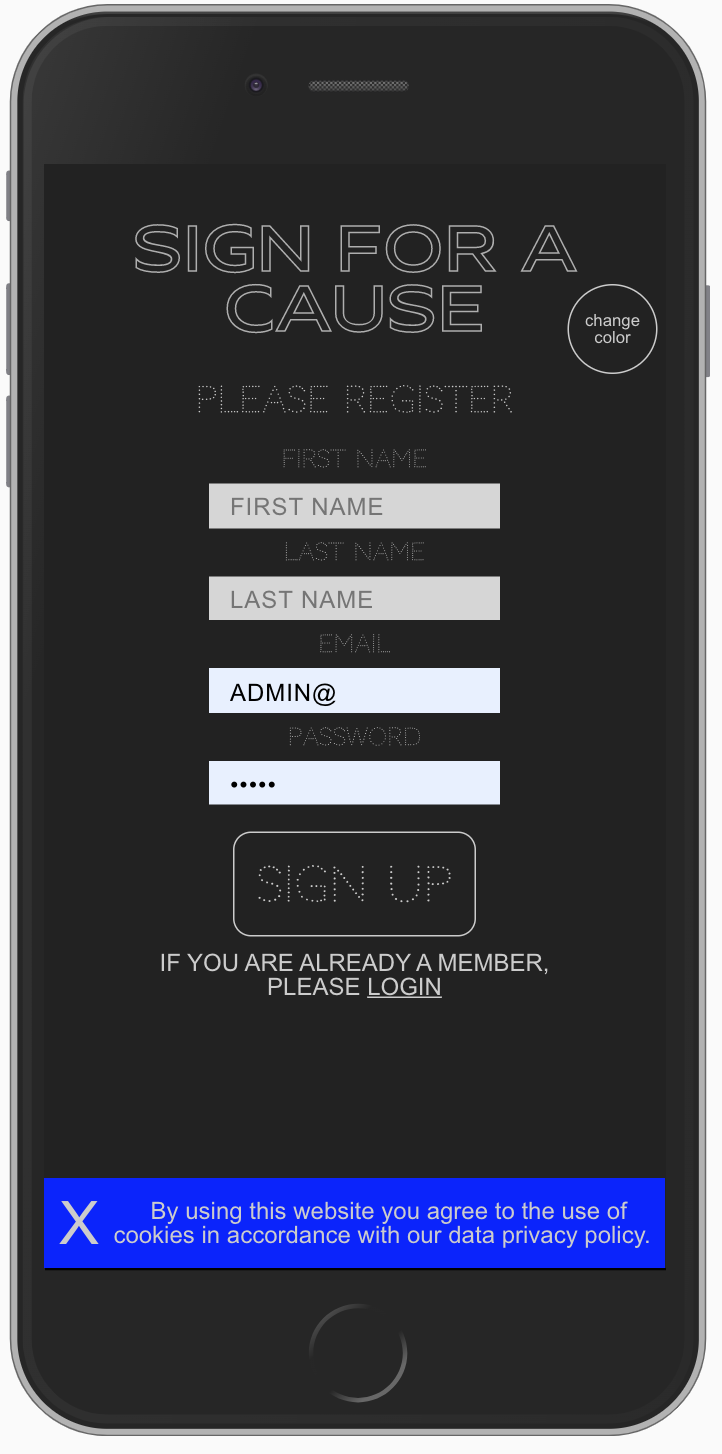 SIGN FOR A
CAUSE
change
color
PLEASE REGISTER
FIRST NAME
FIRST NAME
LAST NAME
LAST NAME
EMAIL
ADMIN@
PASSWORD
•••••
SIGN UP
IF YOU ARE ALREADY A MEMBER,
PLEASE LOGIN
X
By using this website you agree to the use of
cookies in accordance with our data privacy policy.